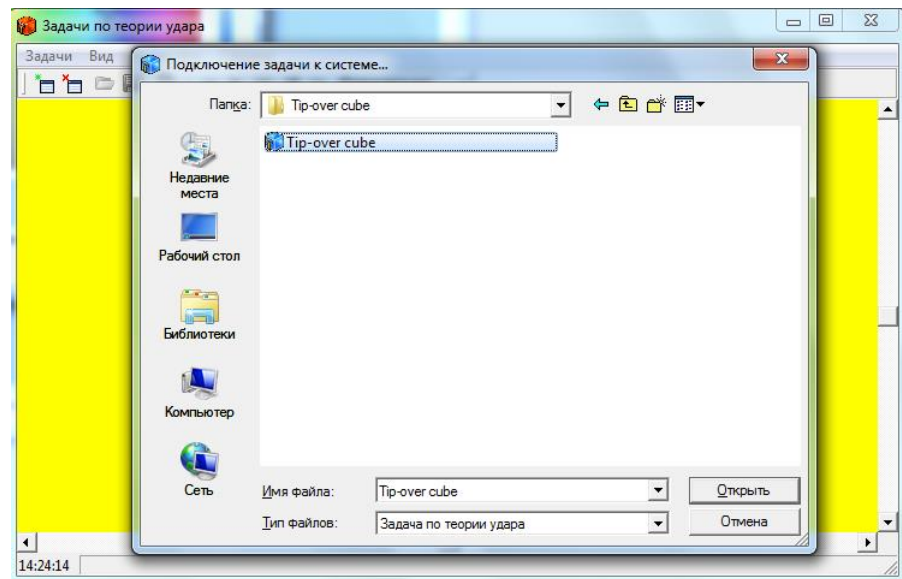 Задачи по теории удара
Задачи Вид
Подключение задачи к системе...
Папка: Tip-over cube
Tip-over cube
Недавние
места
Рабочий стол
Библиотеки
Компьютер
Сеть
Имя файла: Tip-over cube Открыть
Тип файлов: Задача по теории удара Отмена
14:24:14